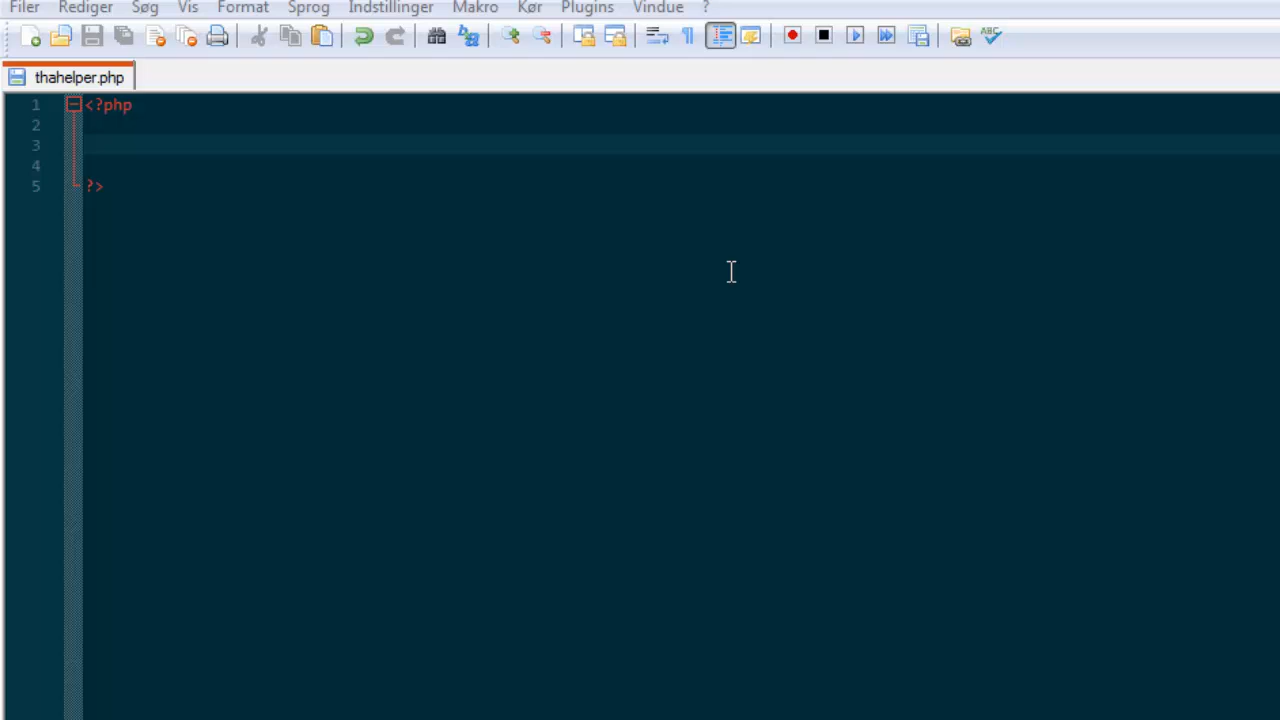 Filer Rediger Søg Vis Format Sprog Indstillinger Makro Kør Plugins Vindue ?
ABC
thahelper.php
1 <?php
2
3
4
5 ?>